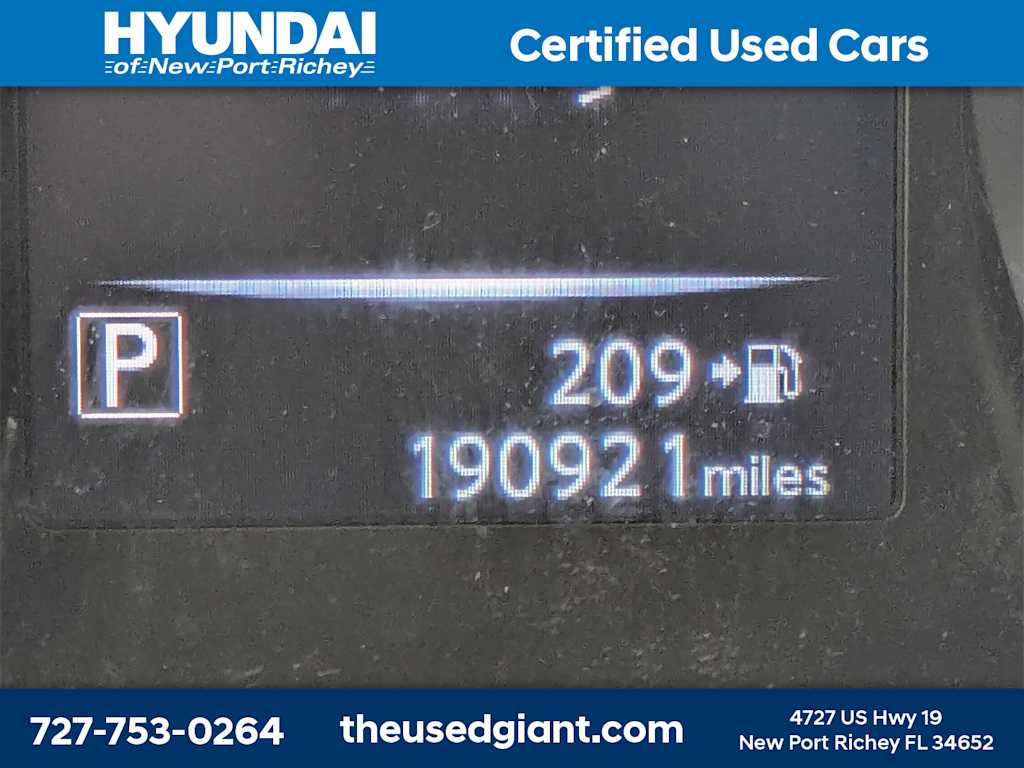 HYUNDAI
of New Port Richey
Certified Used Cars
P
209
190921 miles
727-753-0264
theusedgiant.com
4727 US Hwy 19
New Port Richey FL 34652